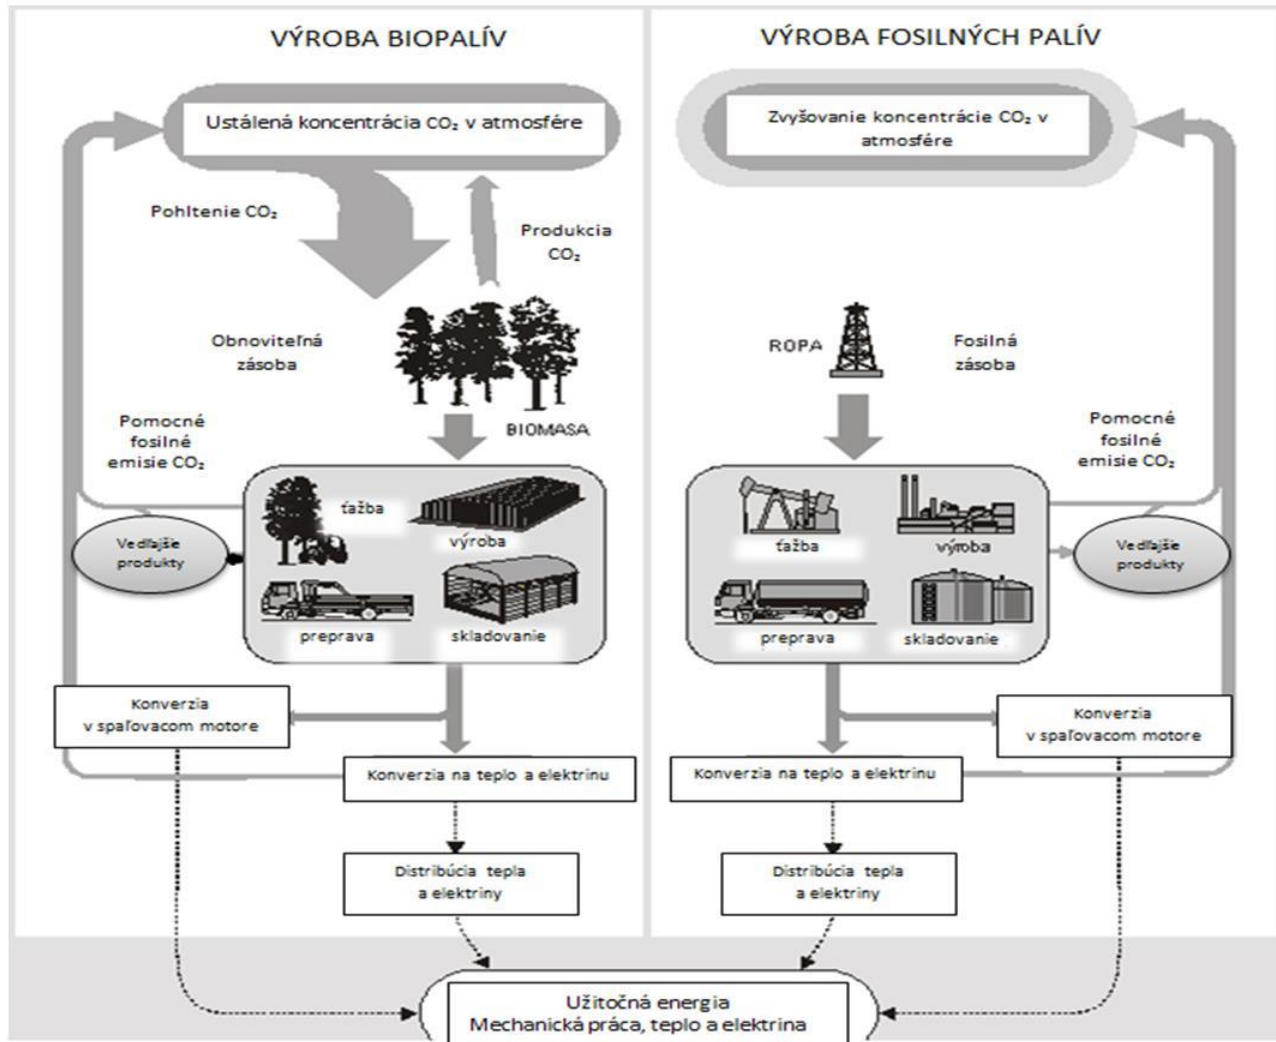 VÝROBA BIOPALÍV
Ustálená koncentrácia CO₂ v atmosfére
Pohltenie CO₂
Produkcia
CO₂
Obnoviteľná
zásoba
BIOMASA
Pomocné
fosilné
emisie CO₂
ťažba
výroba
Vedľajšie
produkty
preprava
skladovanie
Konverzia
v spaľovacom motore
Konverzia na teplo a elektrinu
Distribúcia tepla
a elektriny
VÝROBA FOSILNÝCH PALÍV
Zvyšovanie koncentrácie CO₂ v
atmosfére
ROPA
Fosilná
zásoba
Pomocné
fosilné
emisie CO₂
ťažba
výroba
Vedľajšie
produkty
preprava
skladovanie
Konverzia
v spaľovacom motore
Konverzia na teplo a elektrinu
Distribúcia tepla
a elektriny
Užitočná energia
Mechanická práca, teplo a elektrina